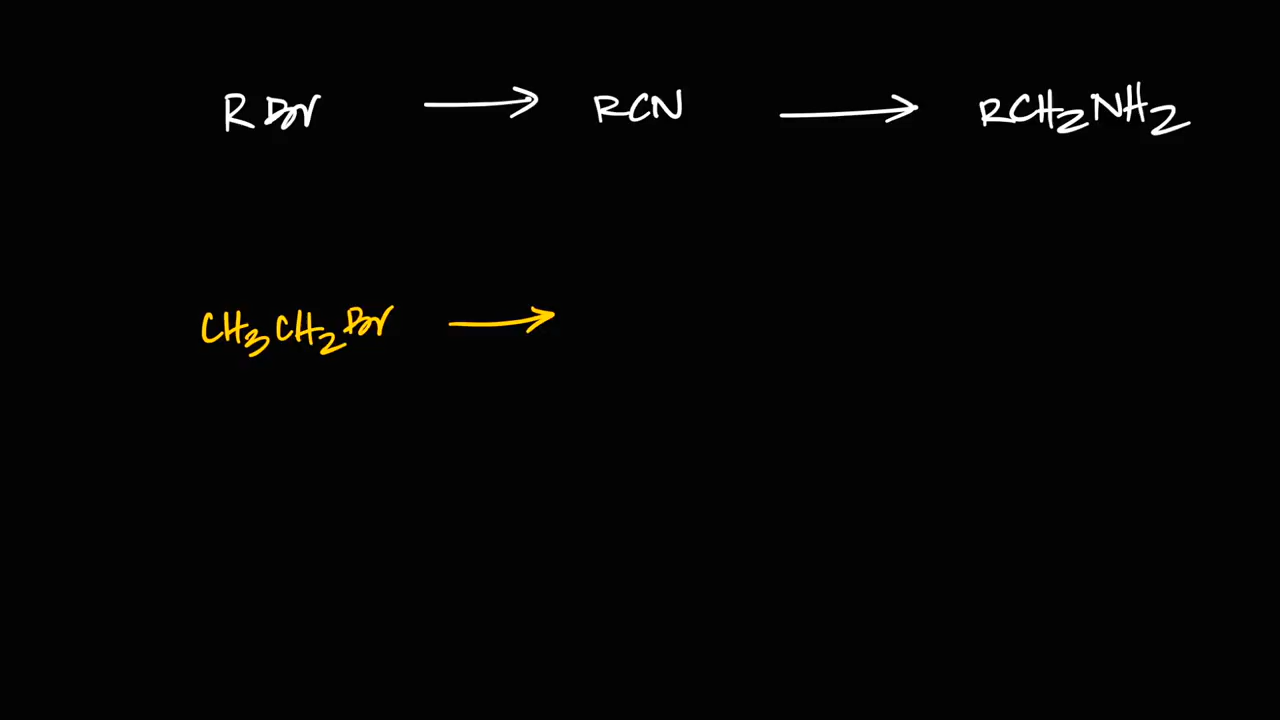 RBr → RCN → RCH₂NH₂
CH₃CH₂Br →